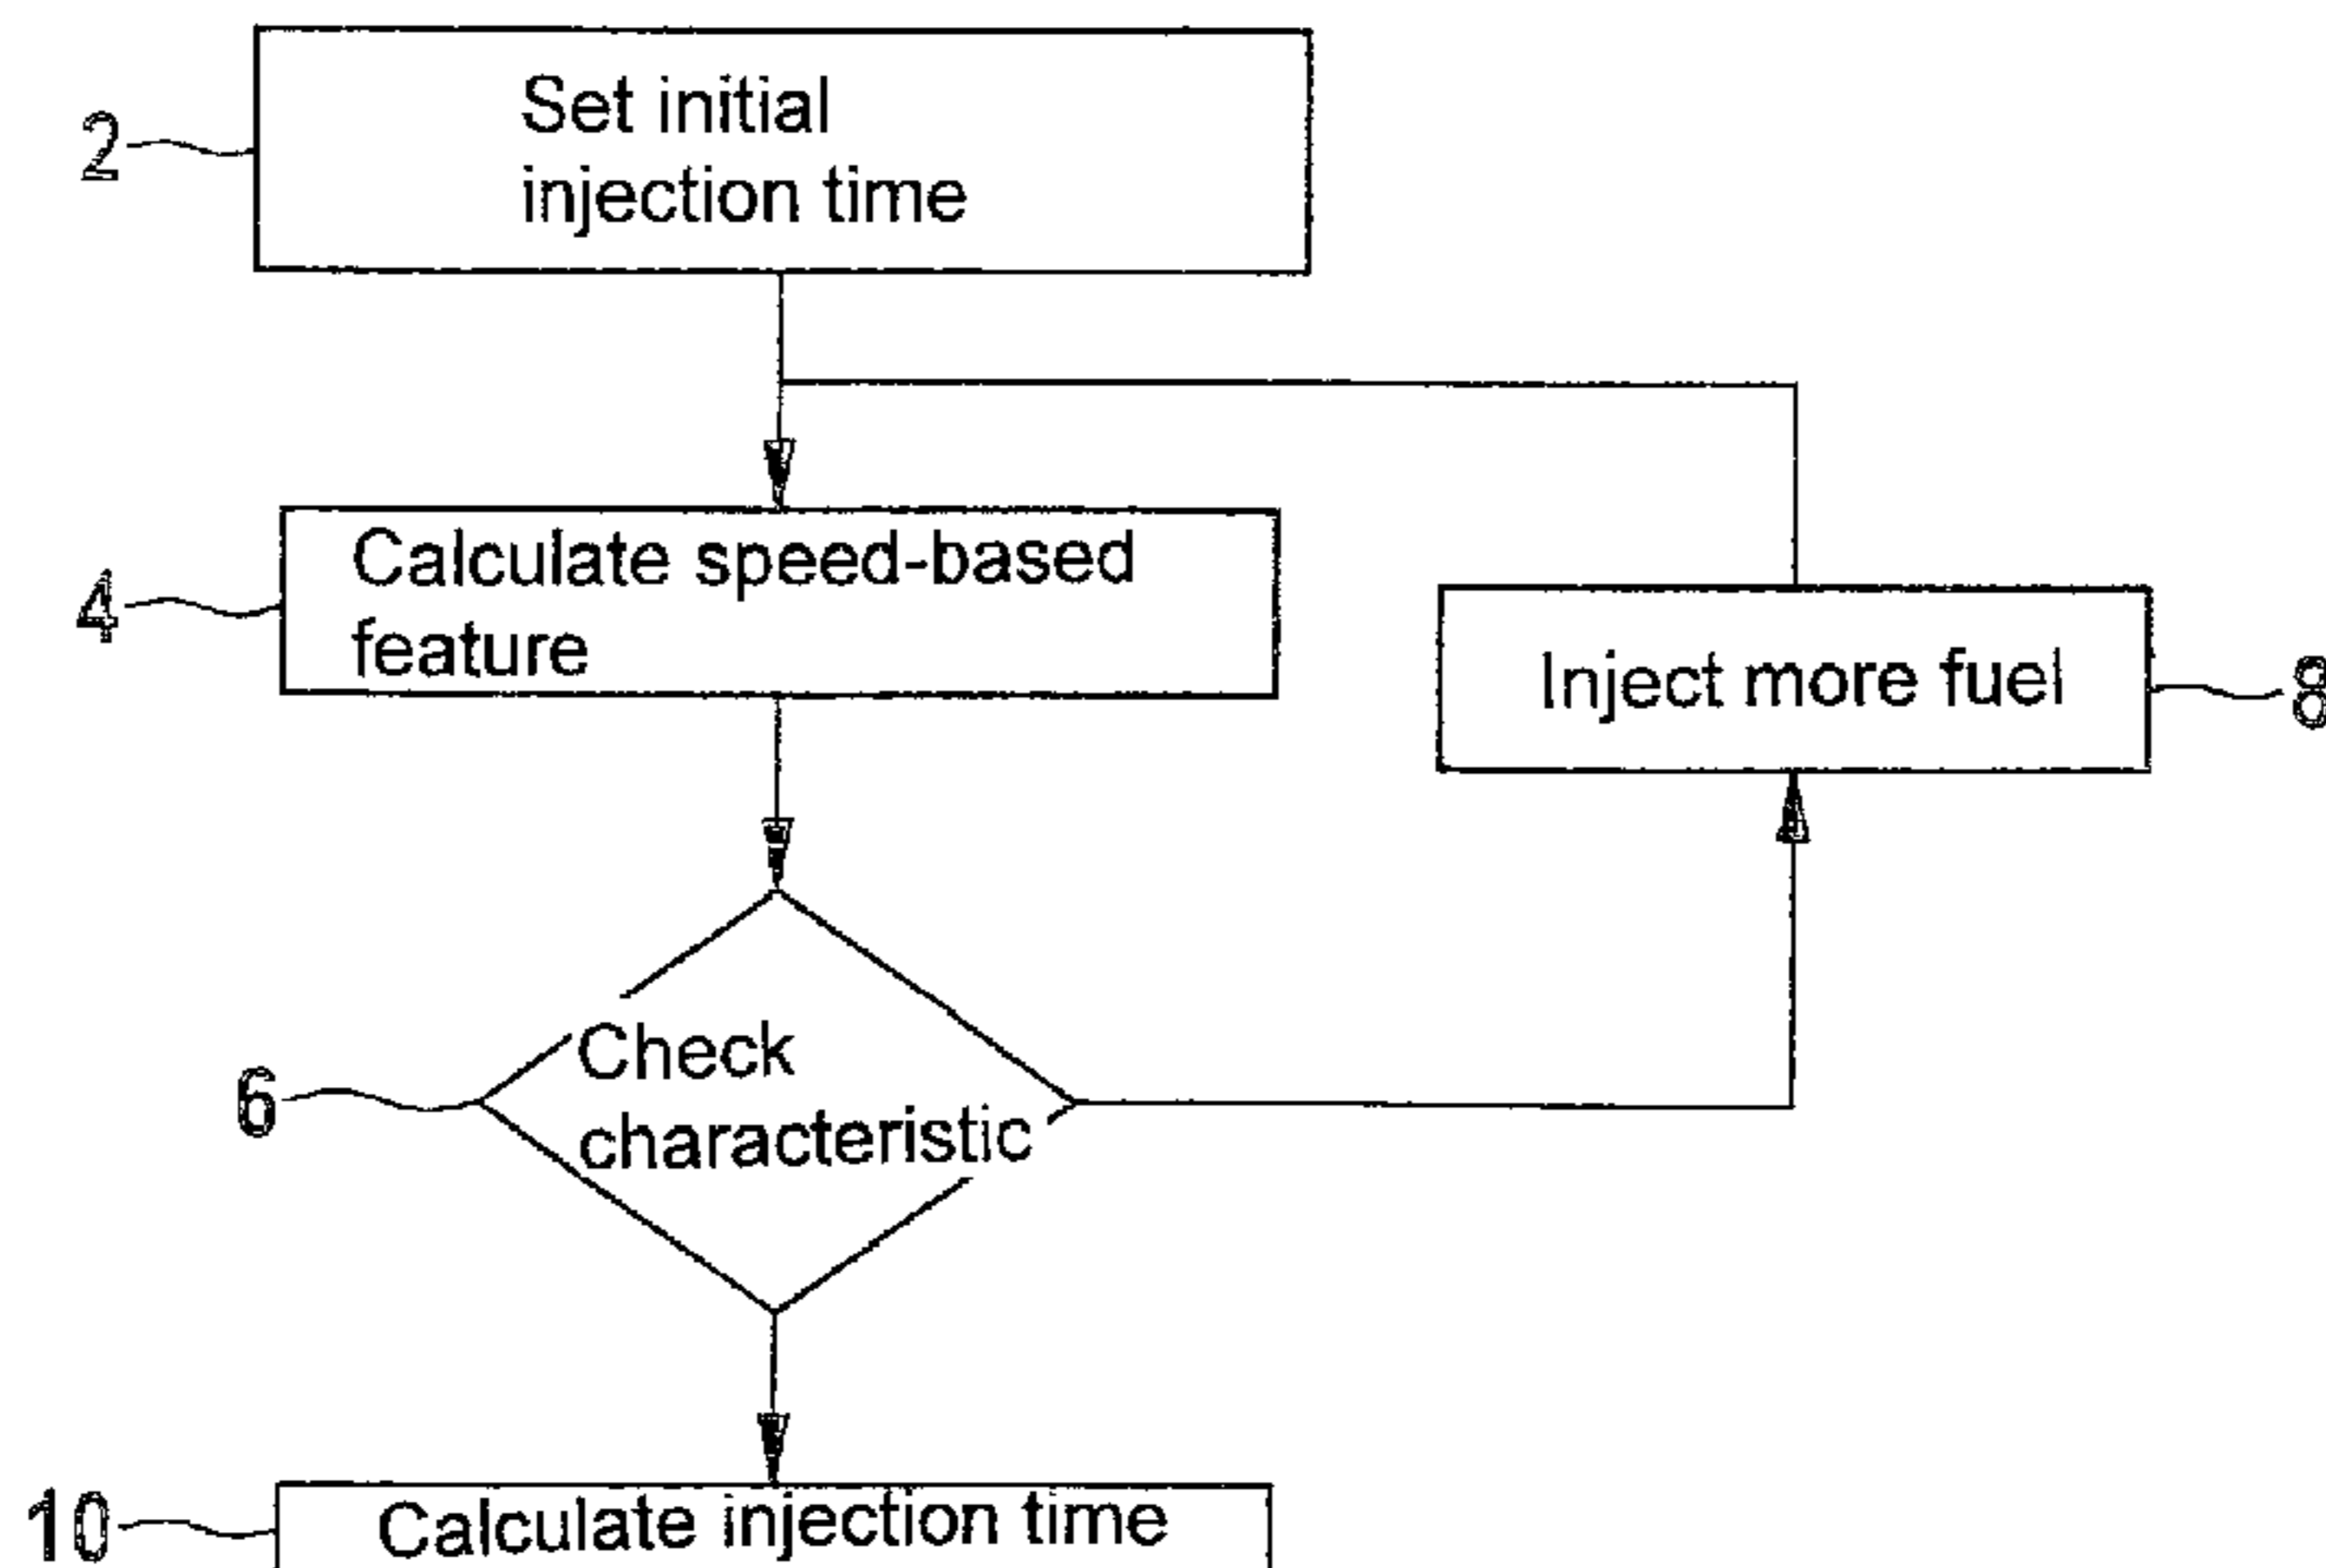 Set initial
injection time
2
Calculate speed-based
feature
4
Inject more fuel
8
Check
characteristic
6
10
Calculate injection time